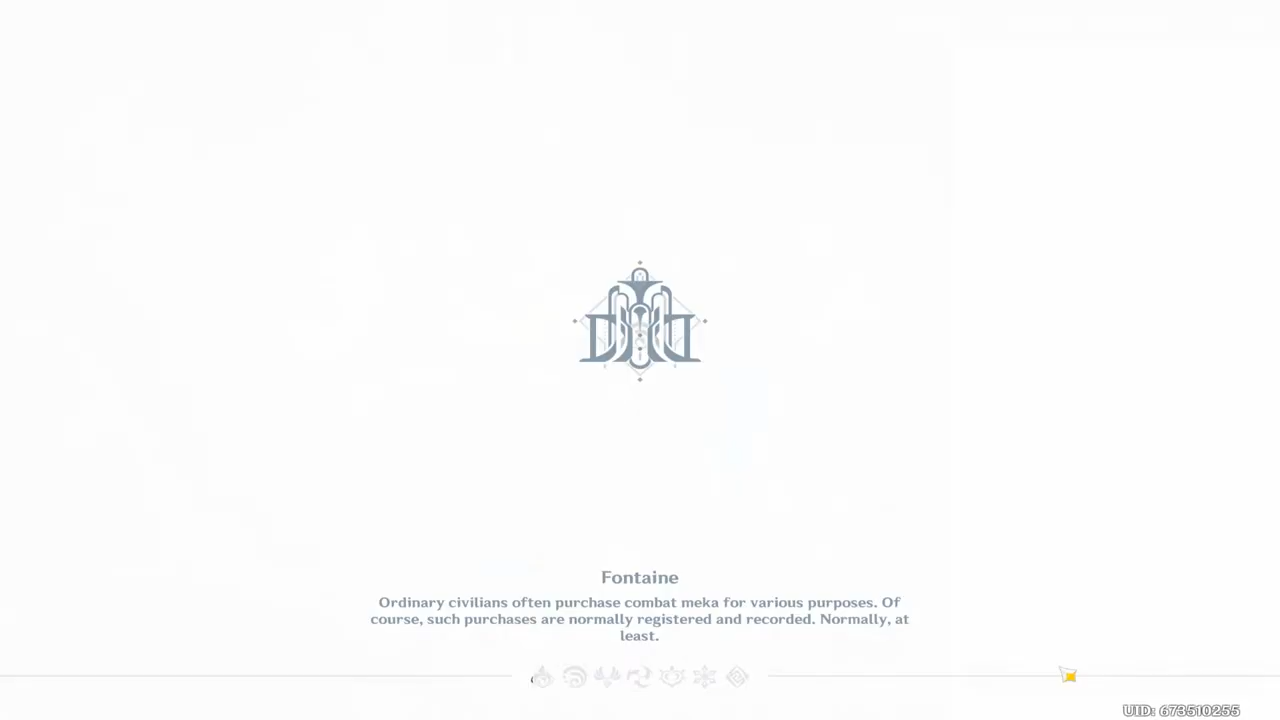 Fontaine
Ordinary civilians often purchase combat meka for various purposes. Of
course, such purchases are normally registered and recorded. Normally, at
least.
UID: 673510255